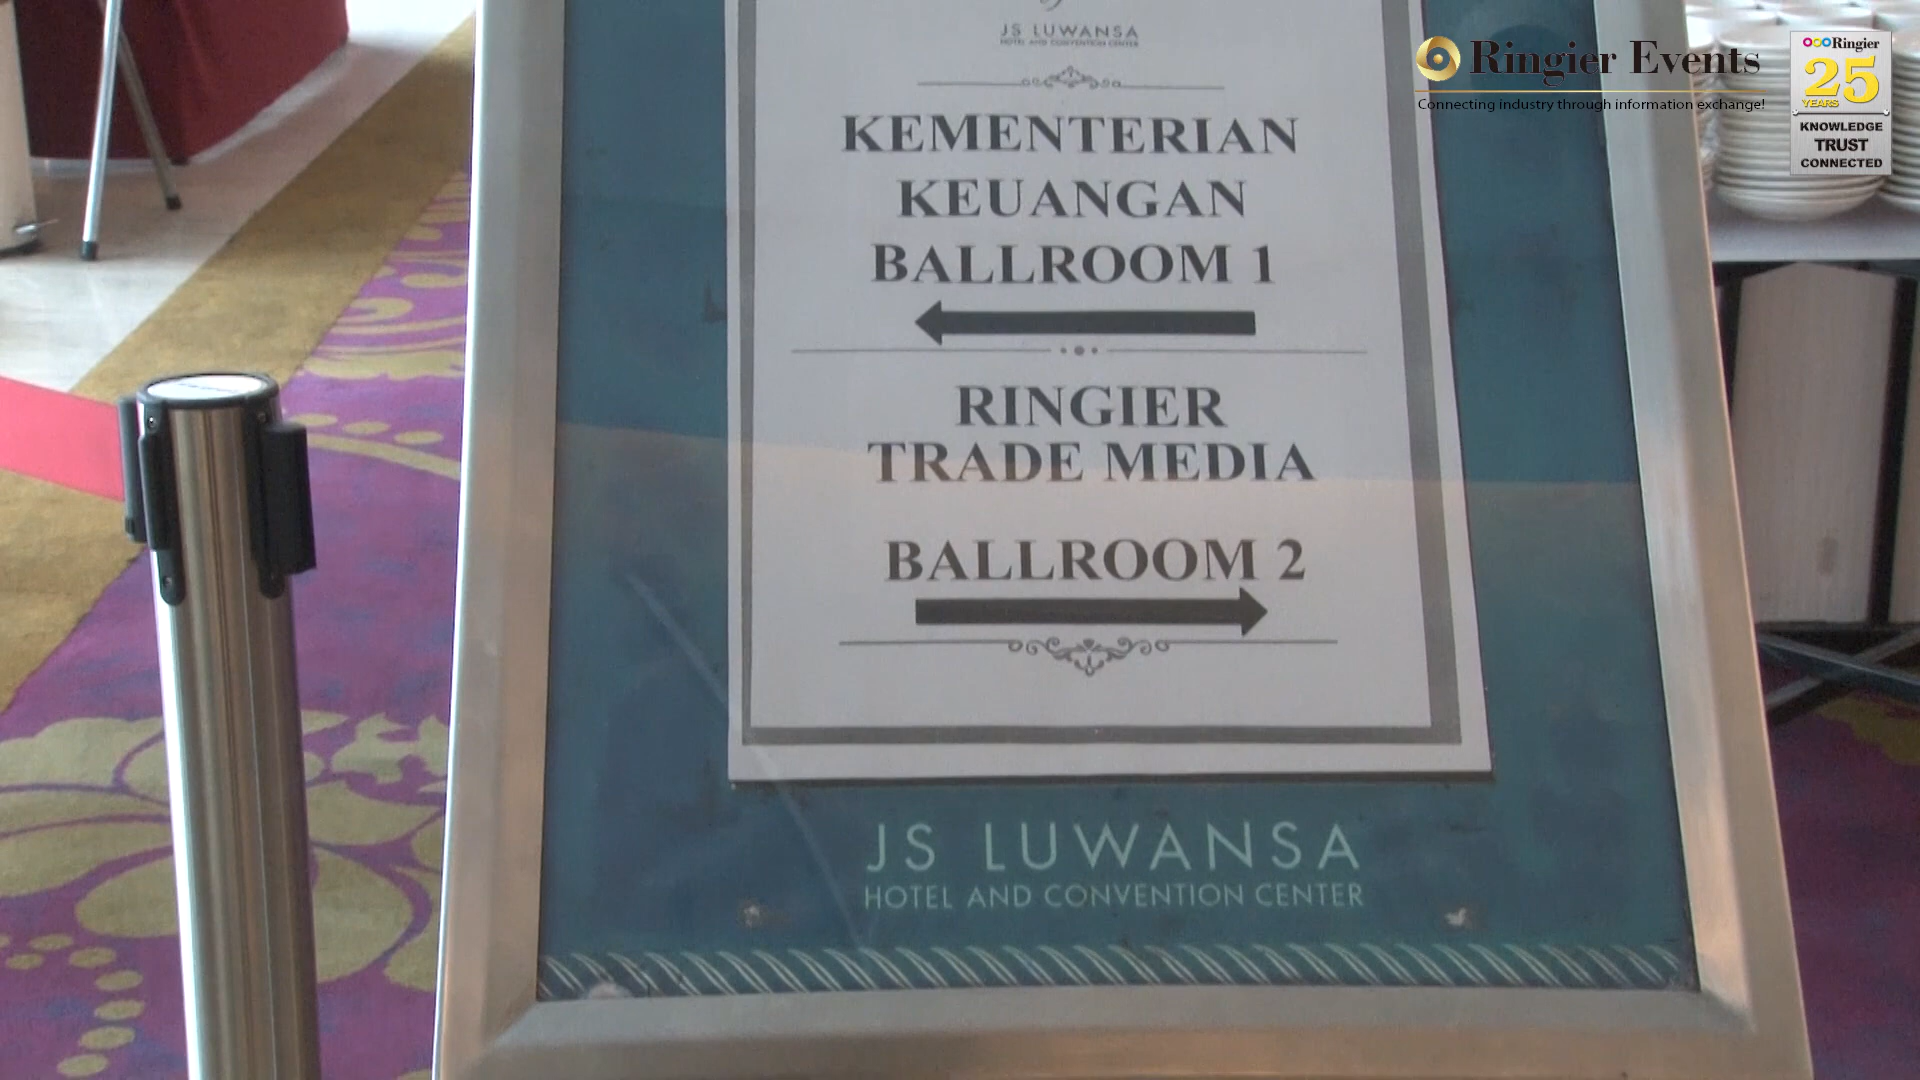 JS LUWANSA
HOTEL AND CONVENTION CENTER
KEMENTERIAN
KEUANGAN
BALLROOM 1
RINGIER
TRADE MEDIA
BALLROOM 2
JS LUWANSA
HOTEL AND CONVENTION CENTER
Ringier Events
Connecting industry through information exchange!
Ringier
25
YEARS
KNOWLEDGE
TRUST
CONNECTED